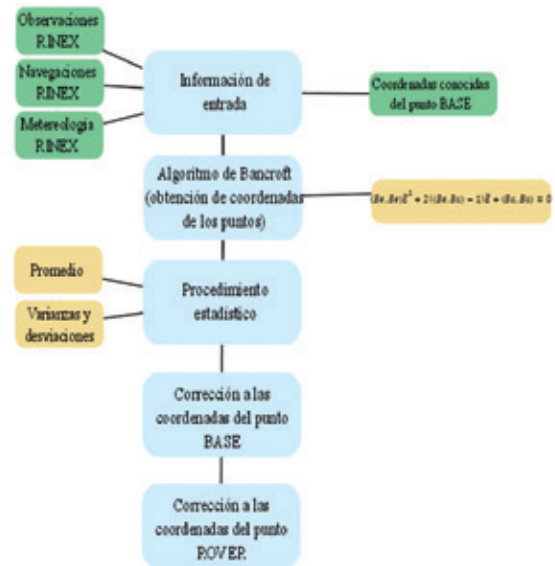 Observaciones
RINEX
Navegaciones
RINEX
Metereología
RINEX
Información de
entrada
Coordenadas conocidas
del punto BASE
Algoritmo de Bancroft
(obtención de coordenadas
de los puntos)
Promedio
Varianzas y
desviaciones
Procedimiento
estadístico
Corrección a las
coordenadas del punto
BASE
Corrección a las
coordenadas del punto
ROVER